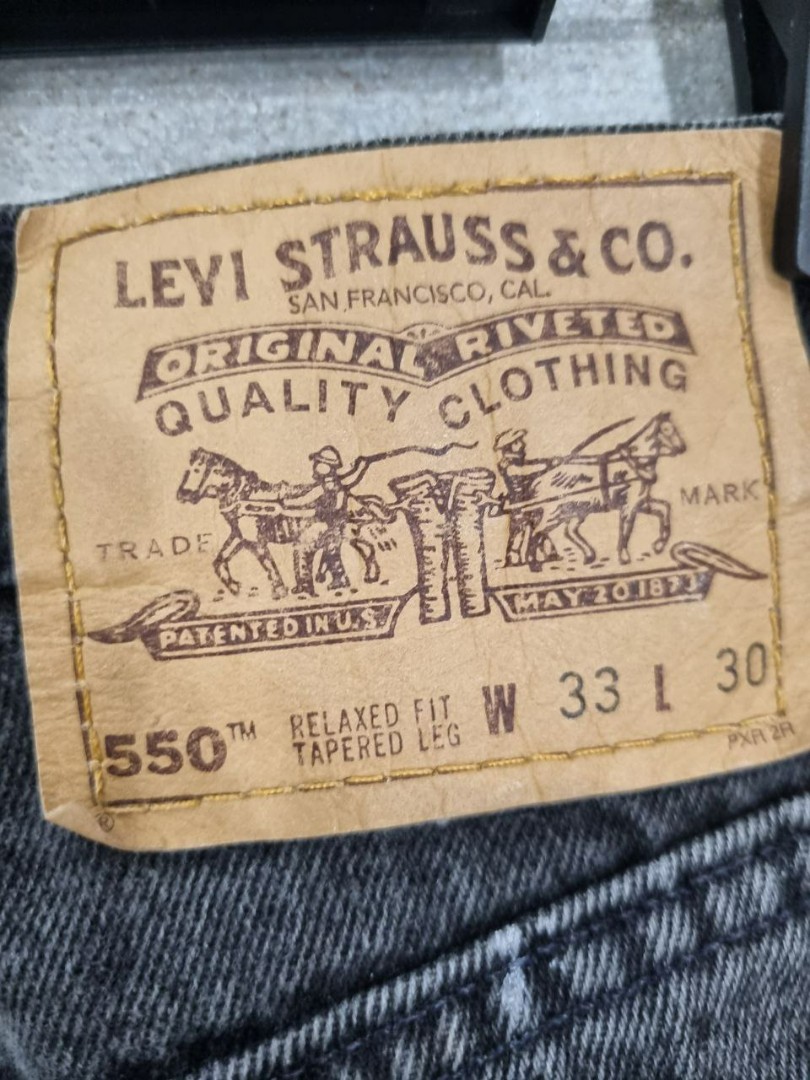 LEVI STRAUSS & CO.
SAN FRANCISCO, CAL.
ORIGINAL RIVETED
QUALITY CLOTHING
TRADE MARK
PATENTED IN U.S. MAY 20 1873
550™ RELAXED FIT TAPERED LEG W 33 L 30
PXR 2R
®